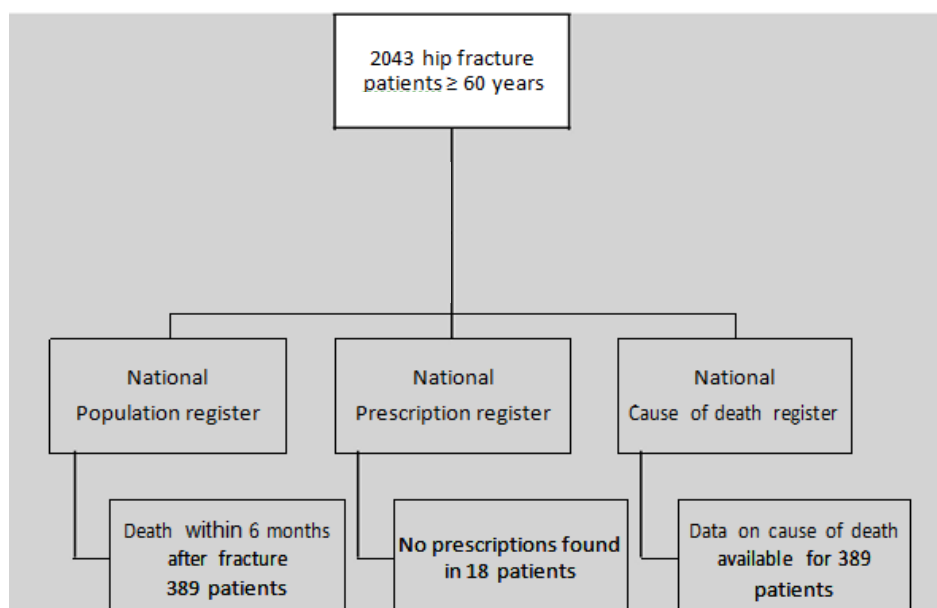 2043 hip fracture
patients ≥ 60 years
National
Population register
National
Prescription register
National
Cause of death register
Death within 6 months
after fracture
389 patients
No prescriptions found
in 18 patients
Data on cause of death
available for 389
patients